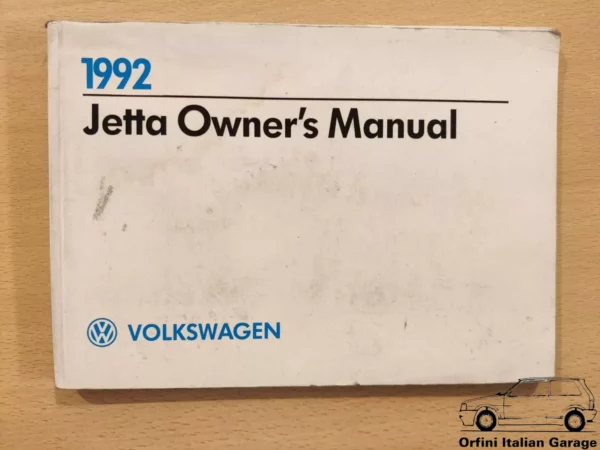 1992
Jetta Owner's Manual
VOLKSWAGEN
Orfini Italian Garage